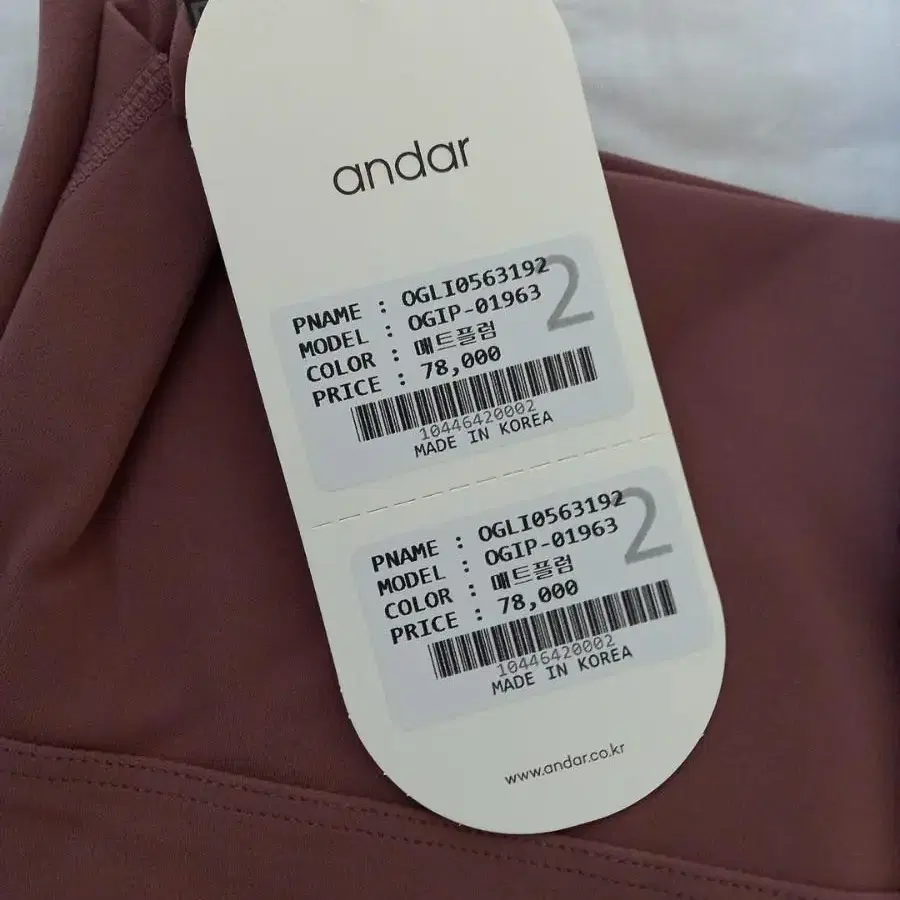 andar
2
PNAME : OGLI0563192
MODEL : OGIP-01963
COLOR : 매트플럼
PRICE : 78,000
10446420002
MADE IN KOREA
2
PNAME : OGLI0563192
MODEL : OGIP-01963
COLOR : 매트플럼
PRICE : 78,000
10446420002
MADE IN KOREA
www.andar.co.kr